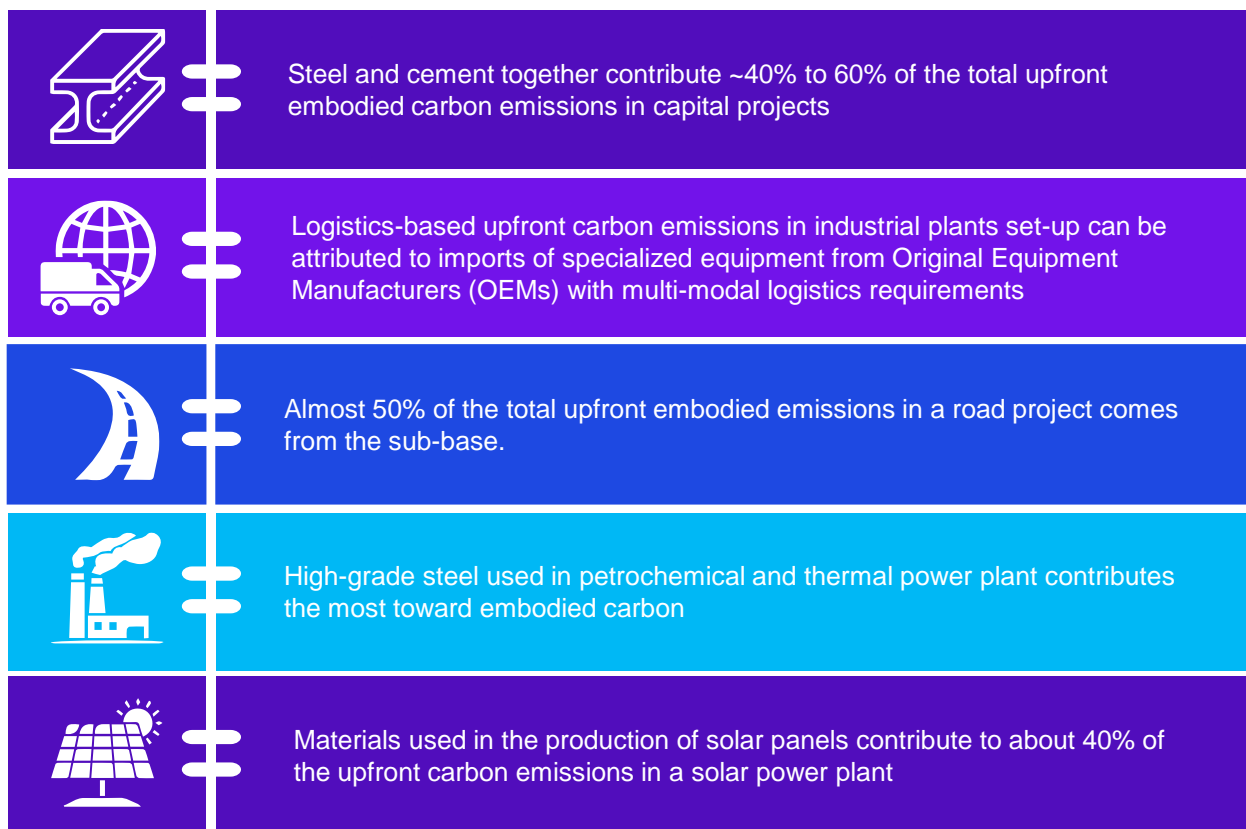 Steel and cement together contribute ~40% to 60% of the total upfront
embodied carbon emissions in capital projects
Logistics-based upfront carbon emissions in industrial plants set-up can be
attributed to imports of specialized equipment from Original Equipment
Manufacturers (OEMs) with multi-modal logistics requirements
Almost 50% of the total upfront embodied emissions in a road project comes
from the sub-base.
High-grade steel used in petrochemical and thermal power plant contributes
the most toward embodied carbon
Materials used in the production of solar panels contribute to about 40% of
the upfront carbon emissions in a solar power plant